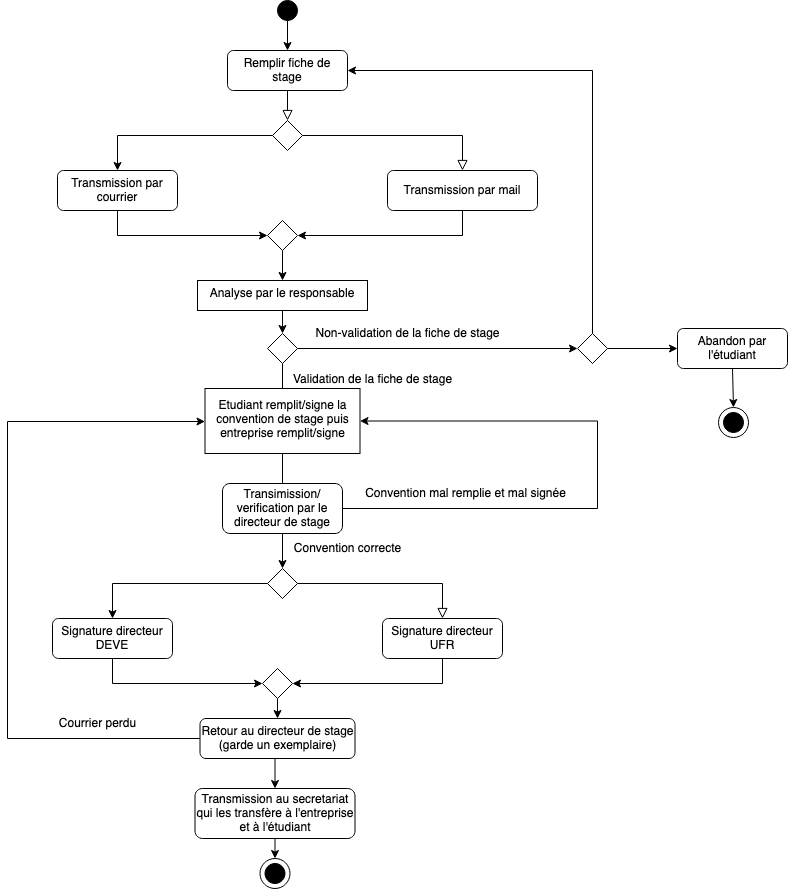 Remplir fiche de
stage
Transmission par
courrier
Transmission par mail
Analyse par le responsable
Non-validation de la fiche de stage
Abandon par
l'étudiant
Validation de la fiche de stage
Etudiant remplit/signe la
convention de stage puis
entreprise remplit/signe
Transimission/
verification par le
directeur de stage
Convention mal remplie et mal signée
Convention correcte
Signature directeur
DEVE
Signature directeur
UFR
Courrier perdu
Retour au directeur de stage
(garde un exemplaire)
Transmission au secretariat
qui les transfère à l'entreprise
et à l'étudiant